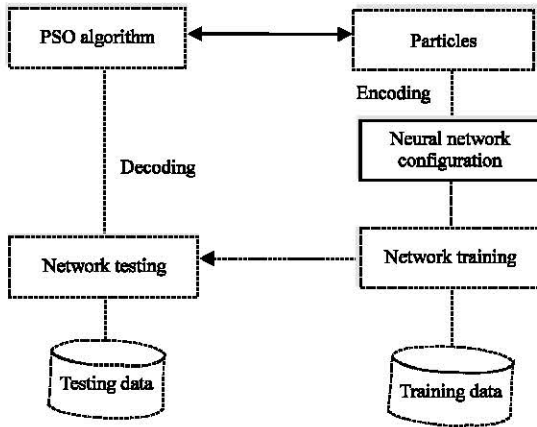 PSO algorithm
Particles
Encoding
Neural network
configuration
Decoding
Network testing
Network training
Testing data
Training data